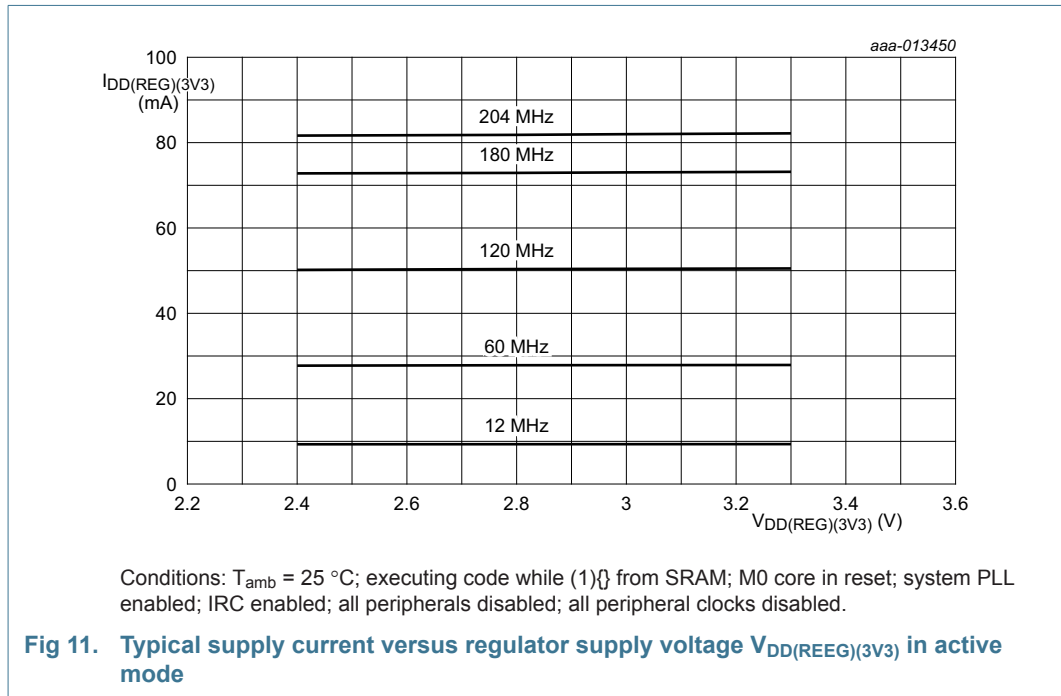 aaa-013450
100
IDD(REG)(3V3)
(mA)
204 MHz
80
180 MHz
60
120 MHz
40
60 MHz
20
12 MHz
0
2.2 2.4 2.6 2.8 3 3.2 3.4 3.6
VDD(REG)(3V3) (V)
Conditions: Tamb = 25 °C; executing code while (1){} from SRAM; M0 core in reset; system PLL
enabled; IRC enabled; all peripherals disabled; all peripheral clocks disabled.
Fig 11. Typical supply current versus regulator supply voltage VDD(REEG)(3V3) in active
mode